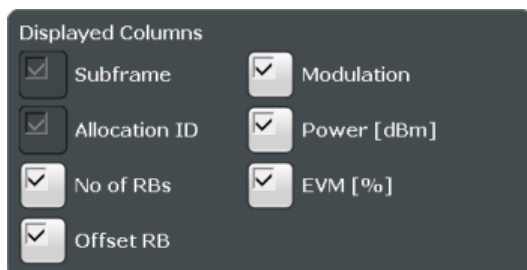 Displayed Columns
Subframe
Modulation
Allocation ID
Power [dBm]
No of RBs
EVM [%]
Offset RB